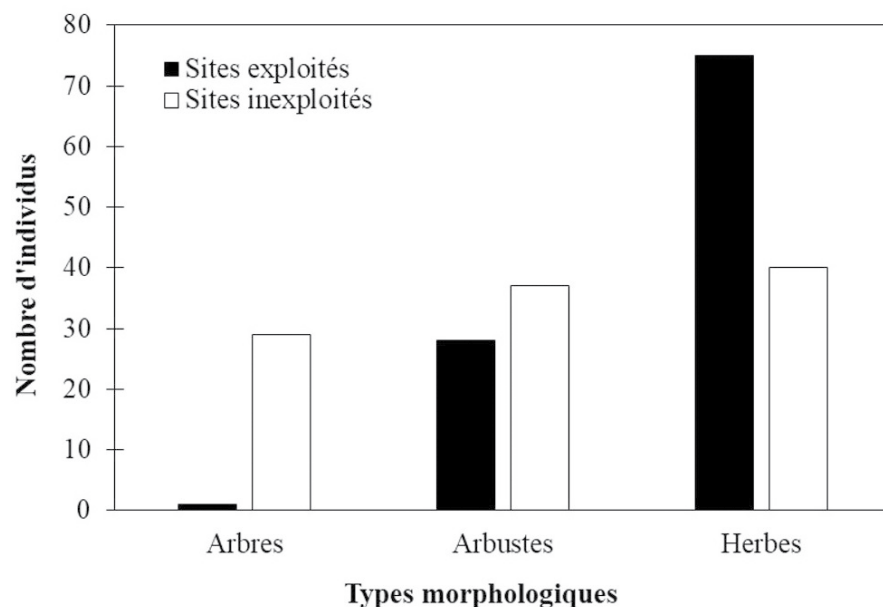 80
70
60
50
40
30
20
10
0
Nombre d'individus
Sites exploités
Sites inexploités
Arbres Arbustes Herbes
Types morphologiques